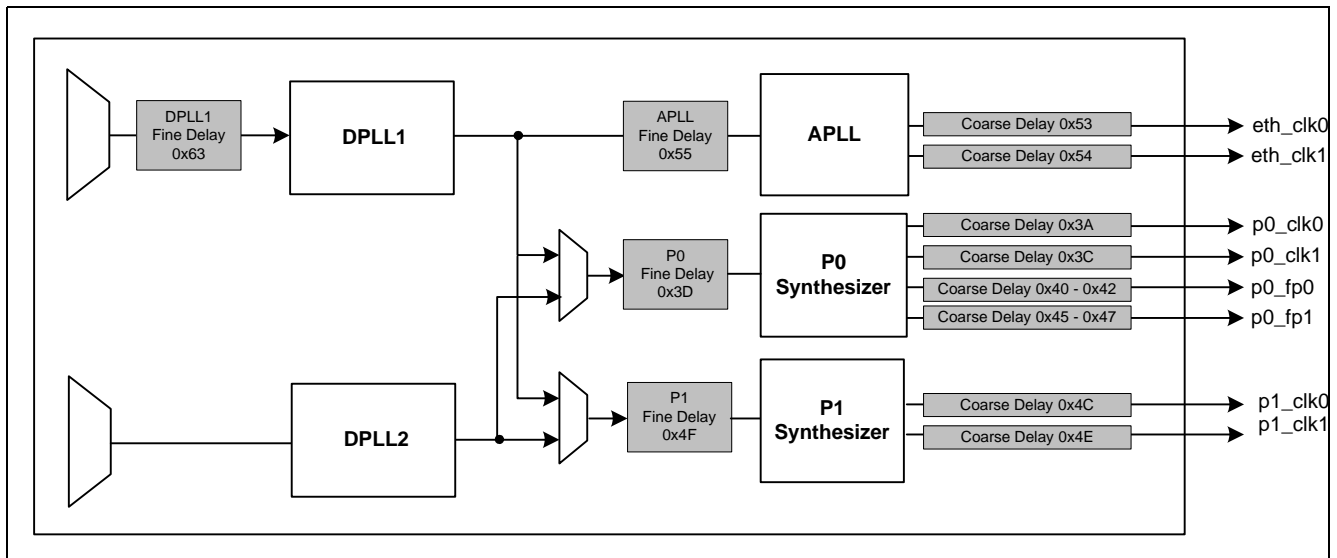 DPLL1
Fine Delay
0x63
DPLL1
APLL
Fine Delay
0x55
APLL
Coarse Delay 0x53
eth_clk0
Coarse Delay 0x54
eth_clk1
P0
Fine Delay
0x3D
P0
Synthesizer
Coarse Delay 0x3A
p0_clk0
Coarse Delay 0x3C
p0_clk1
Coarse Delay 0x40 - 0x42
p0_fp0
Coarse Delay 0x45 - 0x47
p0_fp1
DPLL2
P1
Fine Delay
0x4F
P1
Synthesizer
Coarse Delay 0x4C
p1_clk0
Coarse Delay 0x4E
p1_clk1